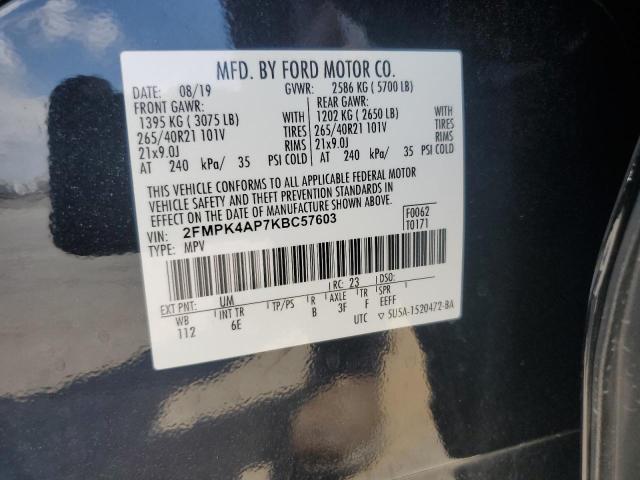 MFD. BY FORD MOTOR CO.
DATE: 08/19 GVWR: 2586 KG ( 5700 LB)
FRONT GAWR: REAR GAWR:
1395 KG ( 3075 LB) WITH 1202 KG ( 2650 LB) WITH
265/40R21 101V TIRES 265/40R21 101V TIRES
21x9.0J RIMS 21x9.0J RIMS
AT 240 kPa/ 35 PSI COLD AT 240 kPa/ 35 PSI COLD
THIS VEHICLE CONFORMS TO ALL APPLICABLE FEDERAL MOTOR
VEHICLE SAFETY AND THEFT PREVENTION STANDARDS IN
EFFECT ON THE DATE OF MANUFACTURE SHOWN ABOVE.
VIN: 2FMPK4AP7KBC57603 F0062
TYPE: MPV T0171
EXT PNT: UM RC: 23 DSO:
WB INT TR TP/PS R AXLE TR SPR
112 6E B 3F F EEFF
UTC ▽ 5U5A-1520472-BA